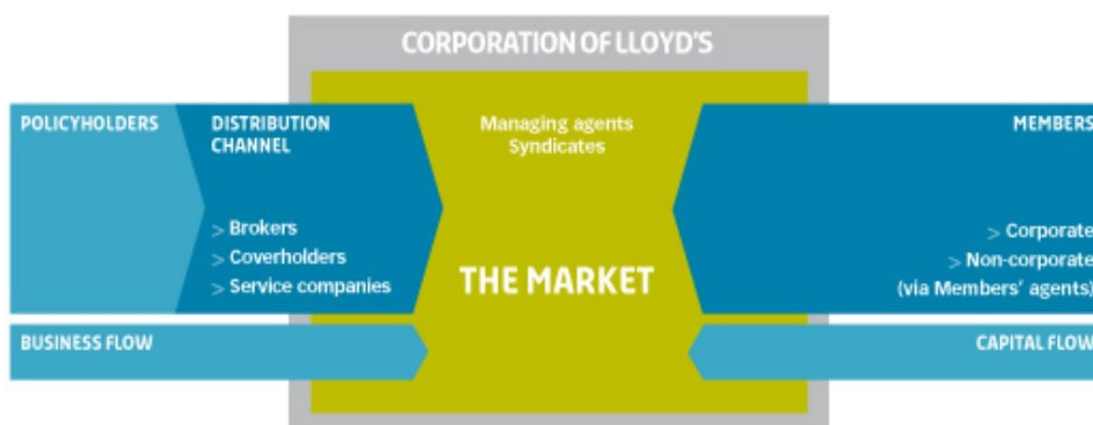 CORPORATION OF LLOYD'S
POLICYHOLDERS
DISTRIBUTION
CHANNEL
> Brokers
> Coverholders
> Service companies
Managing agents
Syndicates
THE MARKET
MEMBERS
> Corporate
> Non-corporate
(via Members' agents)
BUSINESS FLOW
CAPITAL FLOW